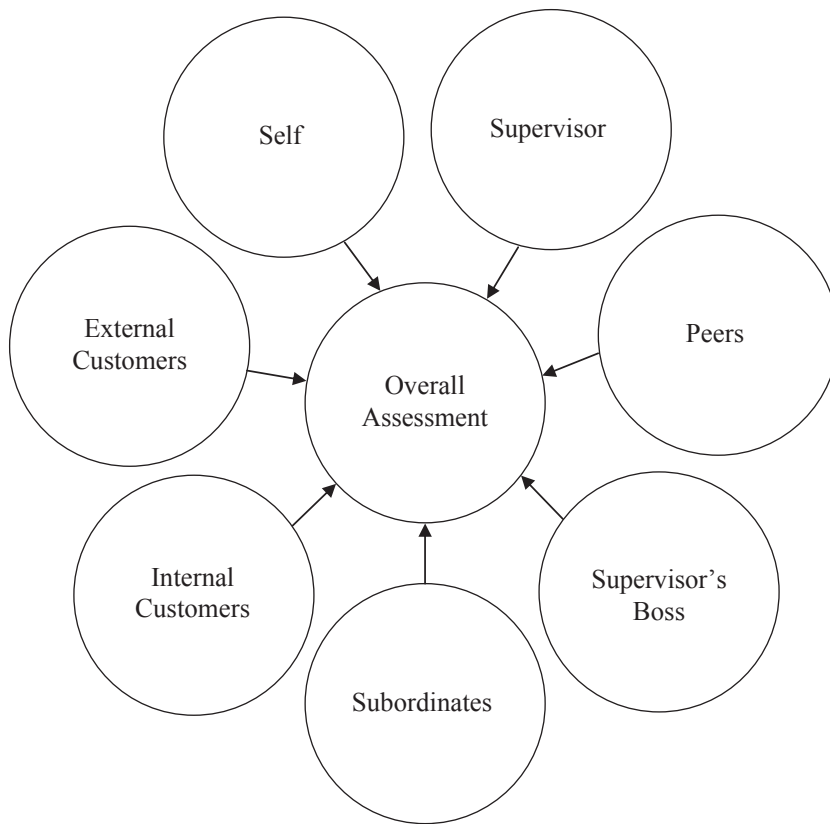 Self
Supervisor
External
Customers
Peers
Overall
Assessment
Internal
Customers
Supervisor’s
Boss
Subordinates